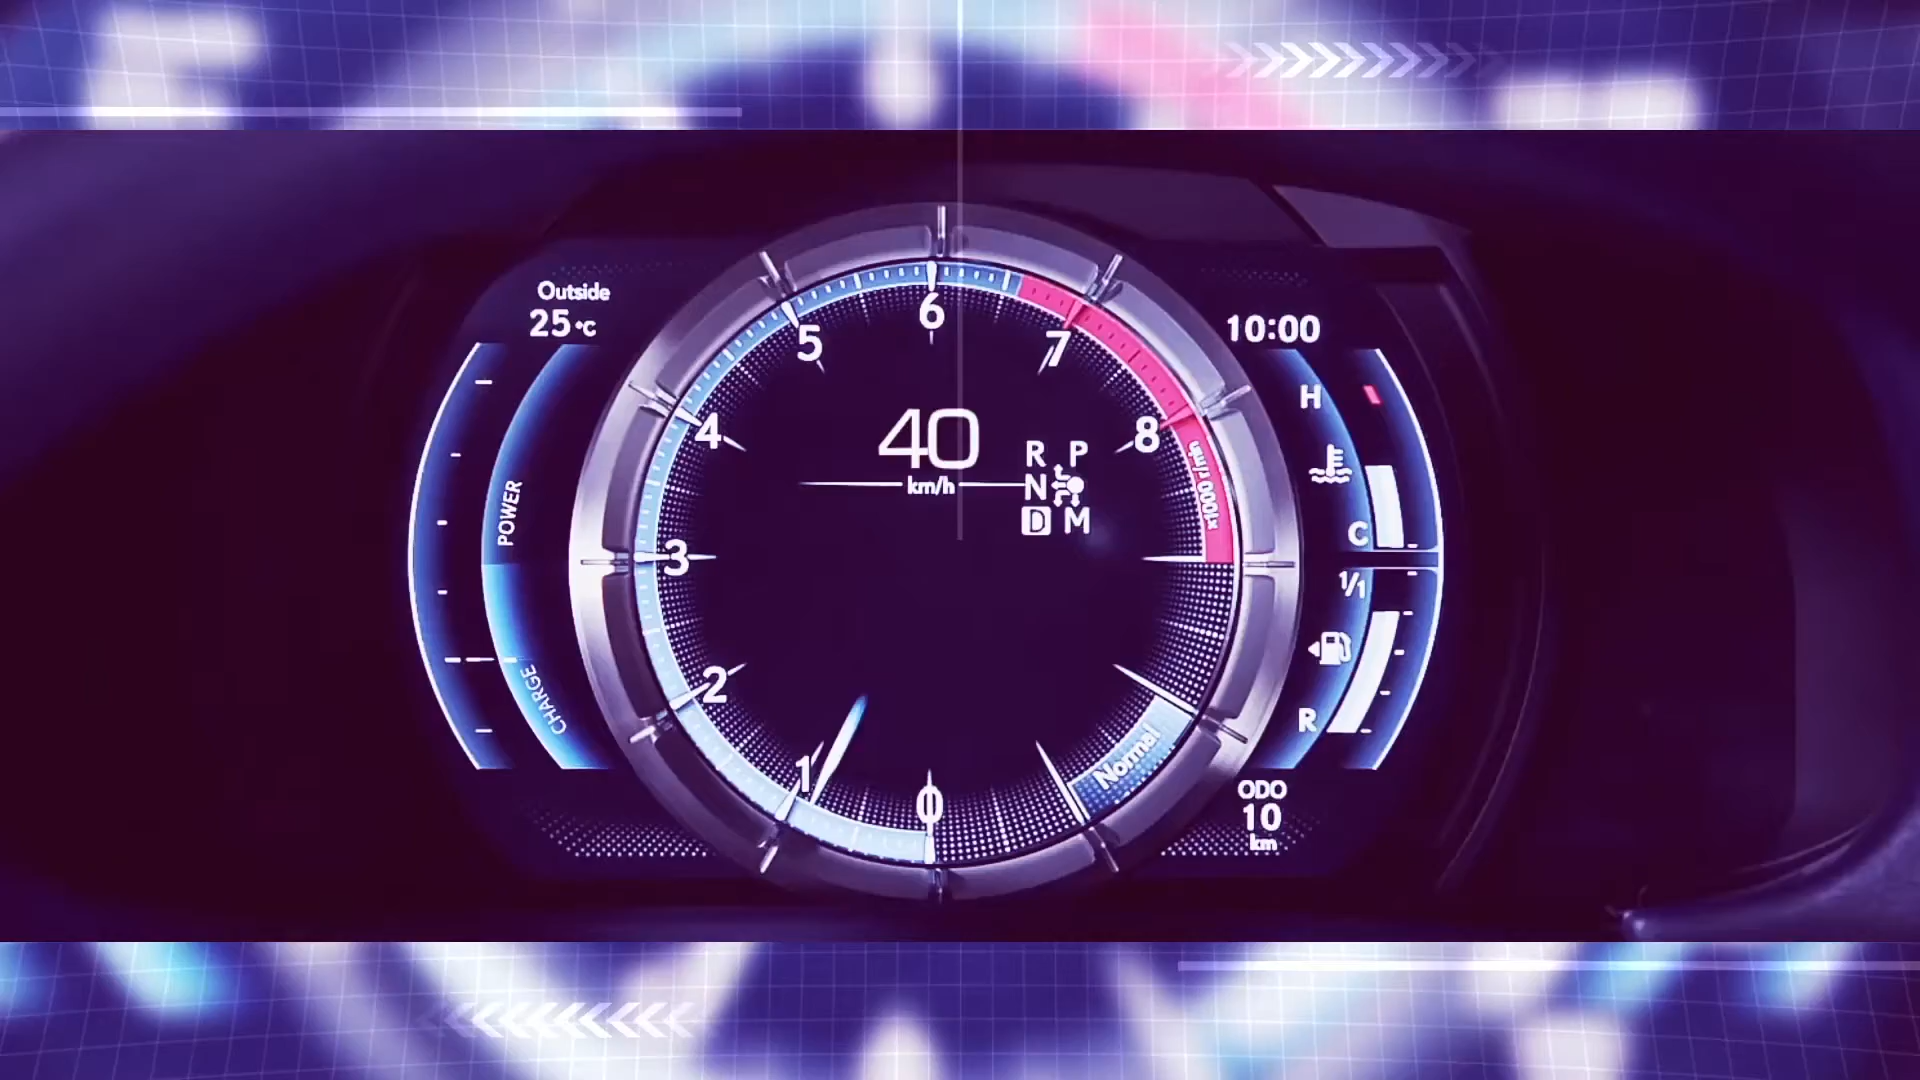 Outside
25°C
10:00
POWER
CHARGE
0
1
2
3
4
5
6
7
8
x1000 r/min
40
km/h
R P
N
D M
H
C
1/1
R
Normal
ODO
10
km